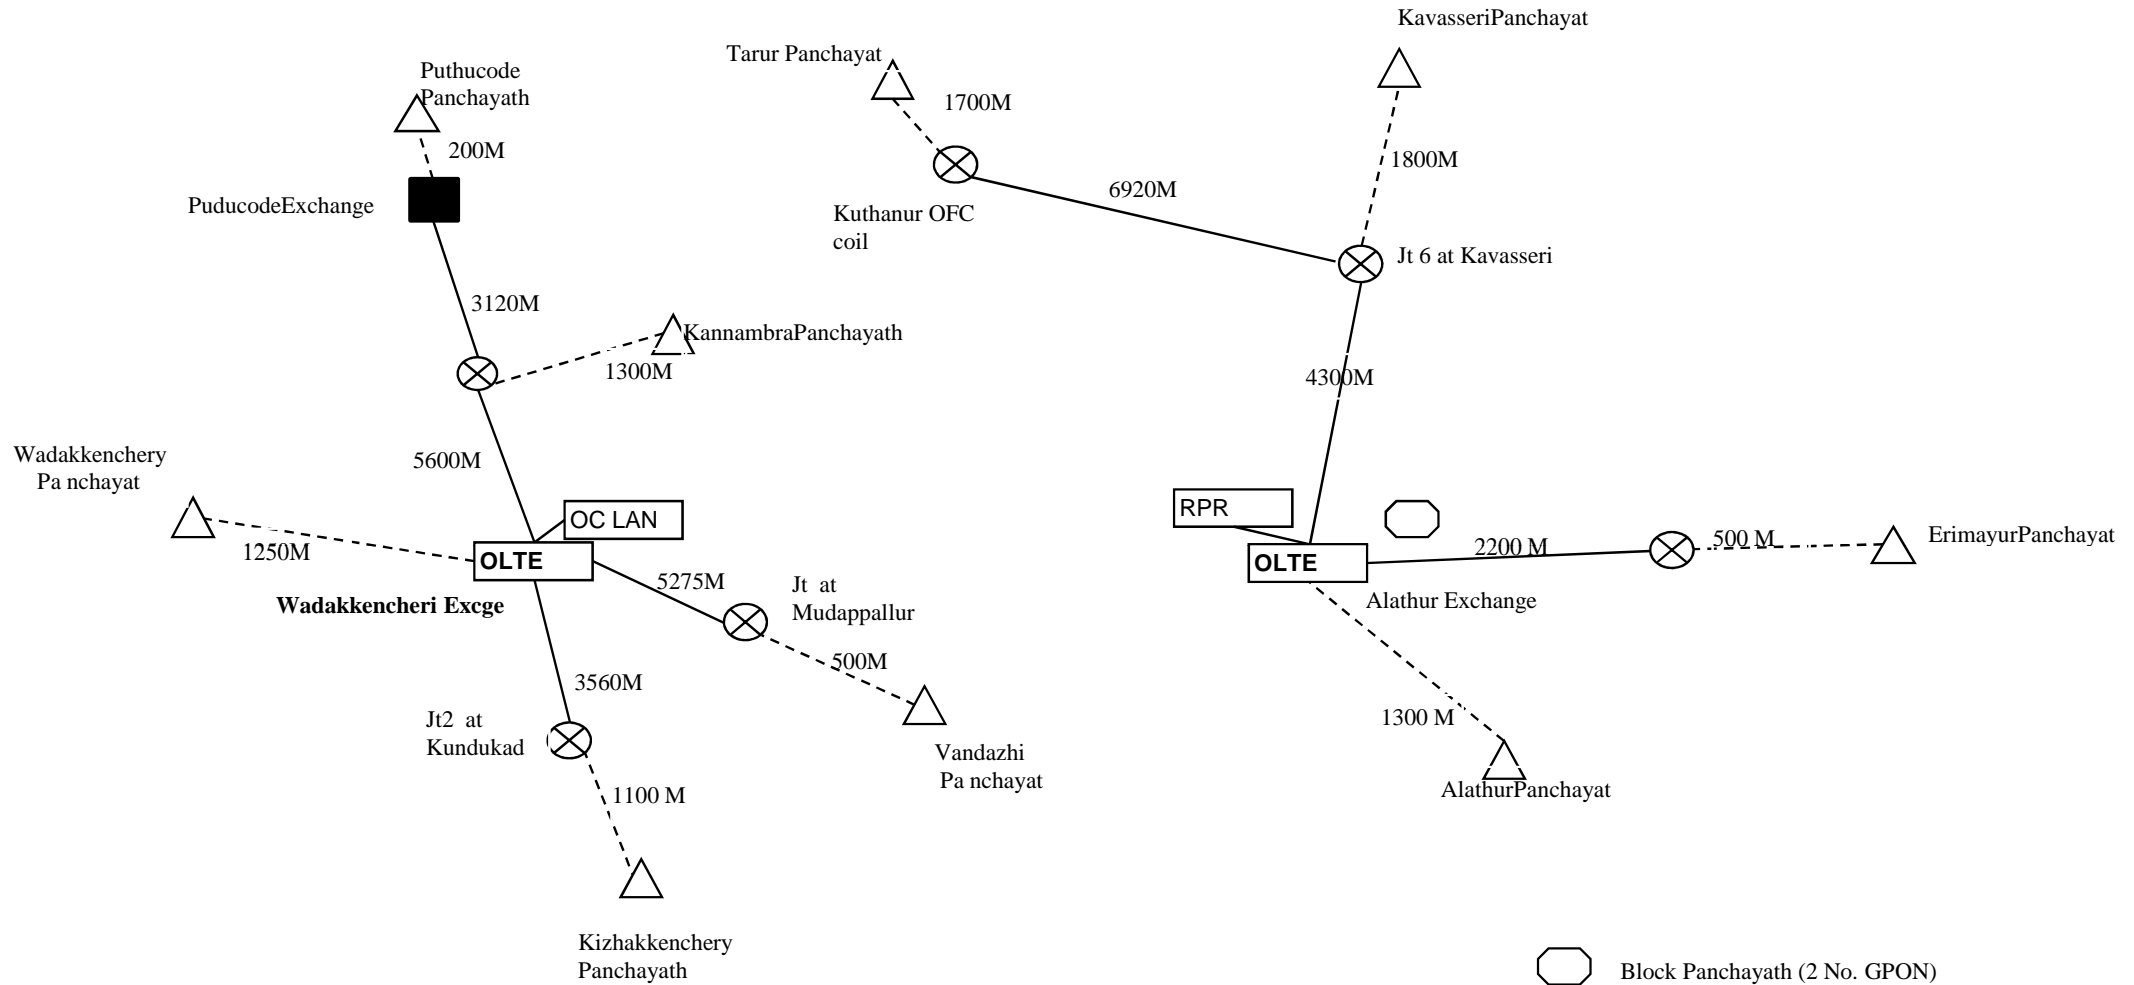 KavasseriPanchayat
Tarur Panchayat
Puthucode
Panchayath
1700M
200M
1800M
6920M
PuducodeExchange
Kuthanur OFC
coil
Jt 6 at Kavasseri
3120M
KannambraPanchayath
1300M
4300M
Wadakkenchery
Pa nchayat
5600M
OC LAN
RPR
1250M
OLTE
5275M
Wadakkencheri Excge
Jt at
Mudappallur
OLTE
2200 M
500 M
ErimayurPanchayat
Alathur Exchange
500M
3560M
Jt2 at
Kundukad
1300 M
Vandazhi
Pa nchayat
AlathurPanchayat
1100 M
Kizhakkenchery
Panchayath
Block Panchayath (2 No. GPON)